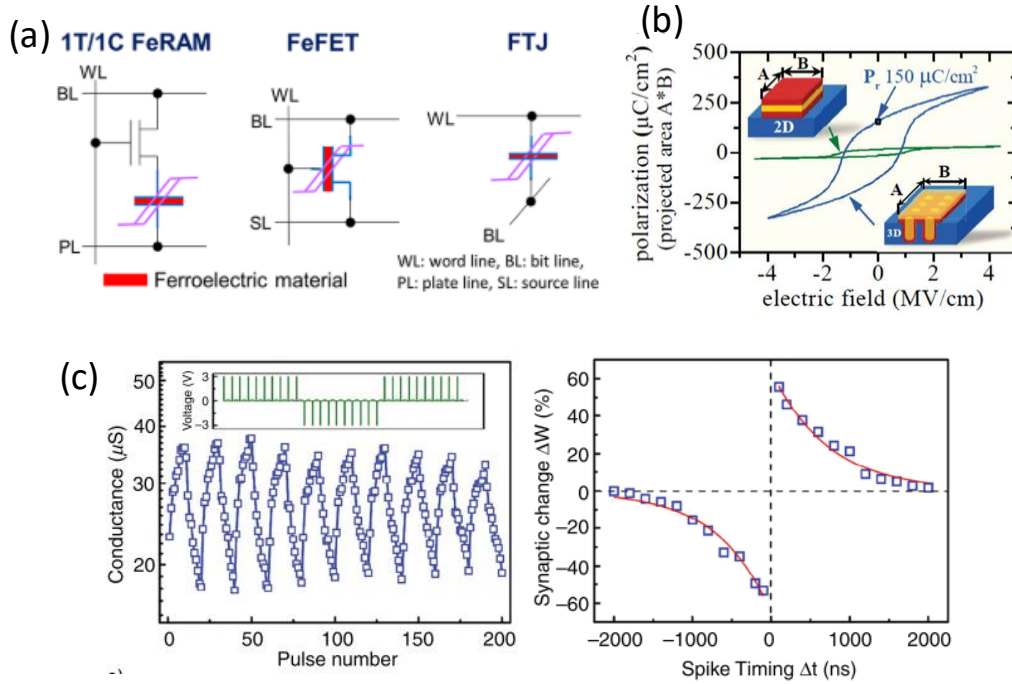 (a)
1T/1C FeRAM
FeFET
FTJ
WL
BL
PL
WL
BL
SL
WL
BL
WL: word line, BL: bit line,
PL: plate line, SL: source line
Ferroelectric material
(b)
polarization (μC/cm²)
(projected area A*B)
500
250
0
-250
-500
A
B
2D
Pr 150 μC/cm²
A
B
3D
-4 -2 0 2 4
electric field (MV/cm)
(c)
Conductance (μS)
50
40
30
20
Voltage (V)
3
0
-3
0 50 100 150 200
Pulse number
Synaptic change ΔW (%)
60
40
20
0
-20
-40
-60
-2000 -1000 0 1000 2000
Spike Timing Δt (ns)